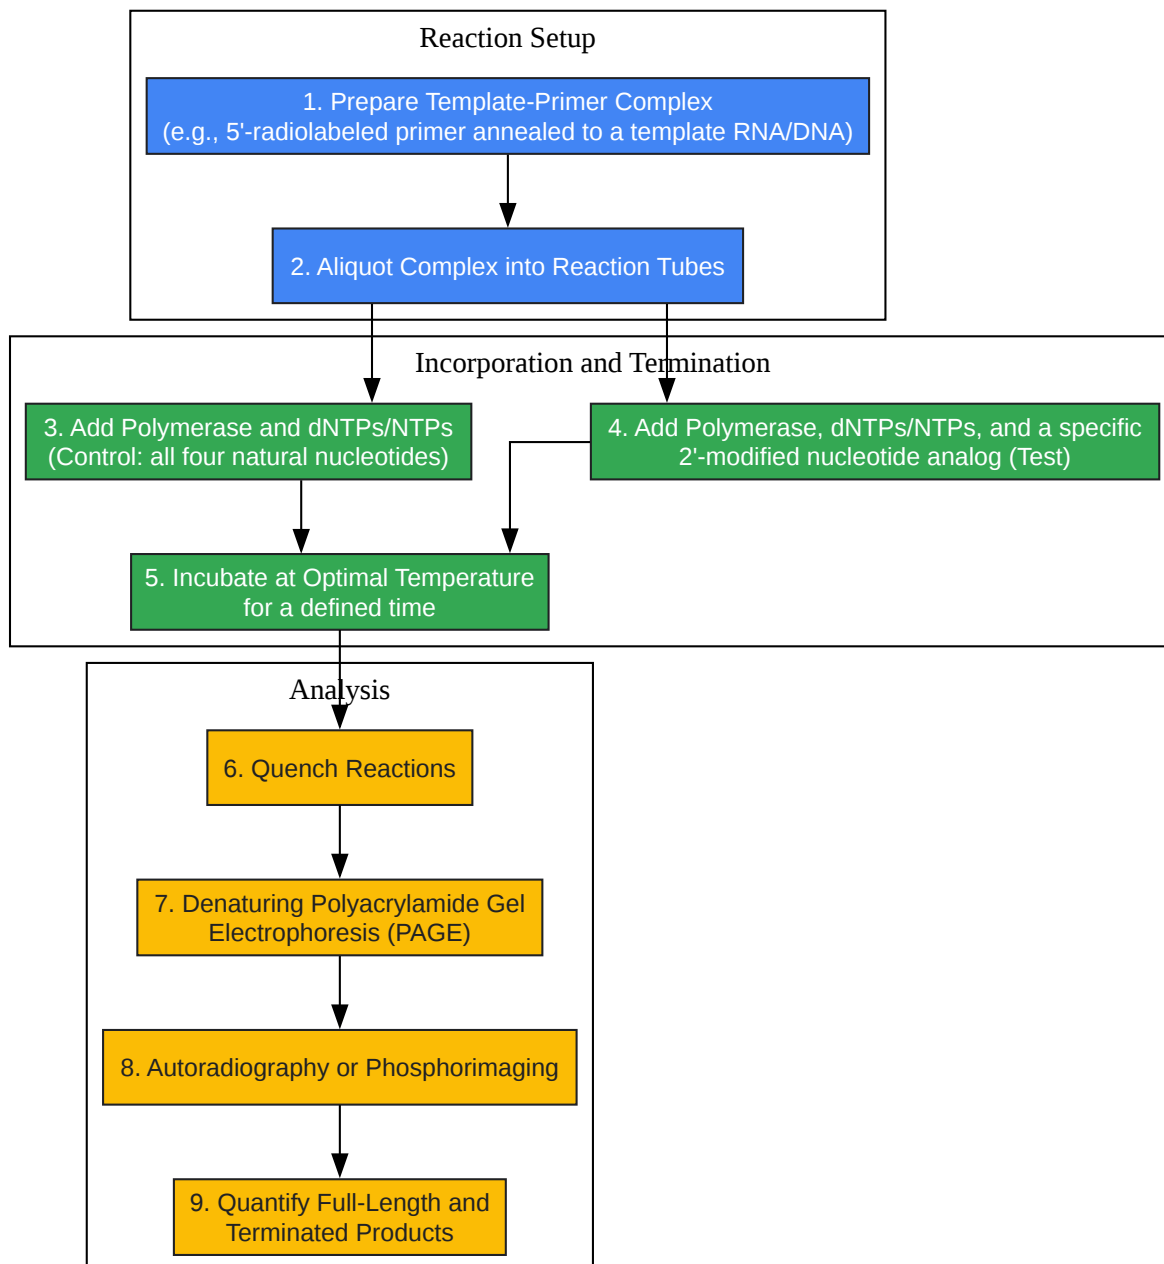 Reaction Setup
1. Prepare Template-Primer Complex
(e.g., 5'-radiolabeled primer annealed to a template RNA/DNA)
2. Aliquot Complex into Reaction Tubes
Incorporation and Termination
3. Add Polymerase and dNTPs/NTPs
(Control: all four natural nucleotides)
4. Add Polymerase, dNTPs/NTPs, and a specific
2'-modified nucleotide analog (Test)
5. Incubate at Optimal Temperature
for a defined time
Analysis
6. Quench Reactions
7. Denaturing Polyacrylamide Gel
Electrophoresis (PAGE)
8. Autoradiography or Phosphorimaging
9. Quantify Full-Length and
Terminated Products